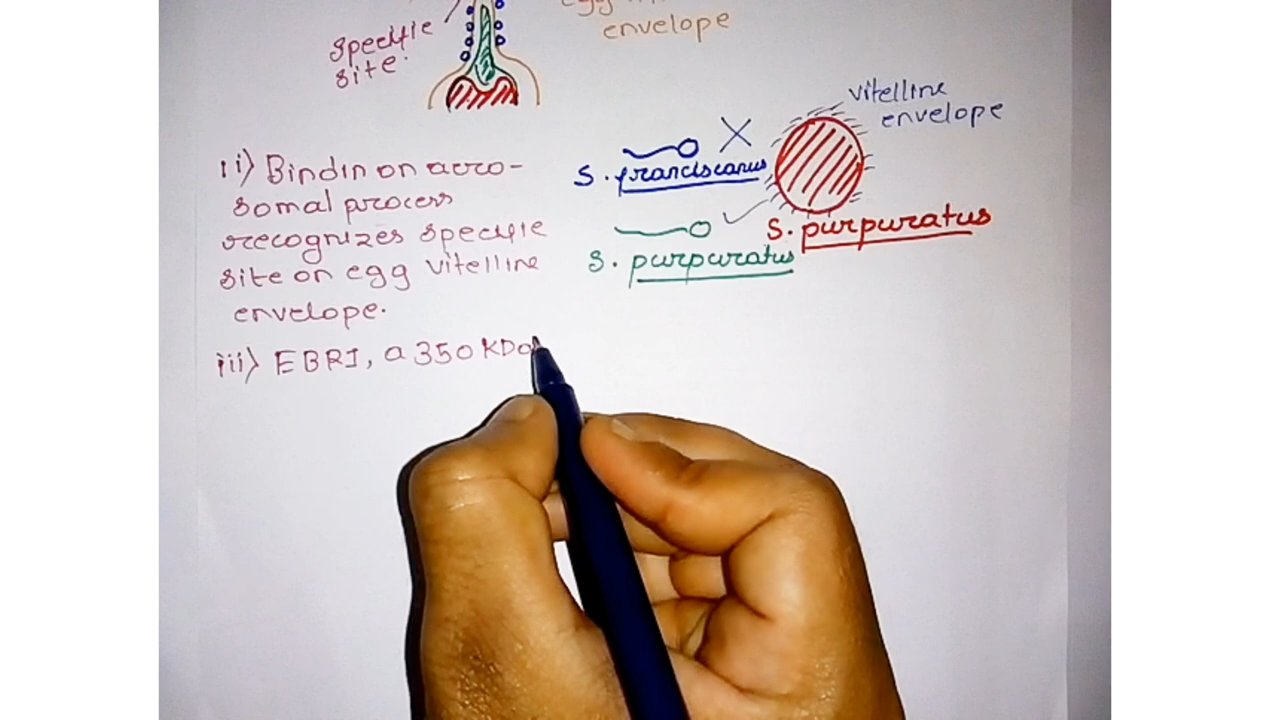 specific
site.
envelope
vitelline
envelope
ii) Bindin on acro-
somal process
recognizes specific
site on egg vitelline
envelope.
S. franciscanus
S. purpuratus
S. purpuratus
iii) EBRI, a 350 KDa